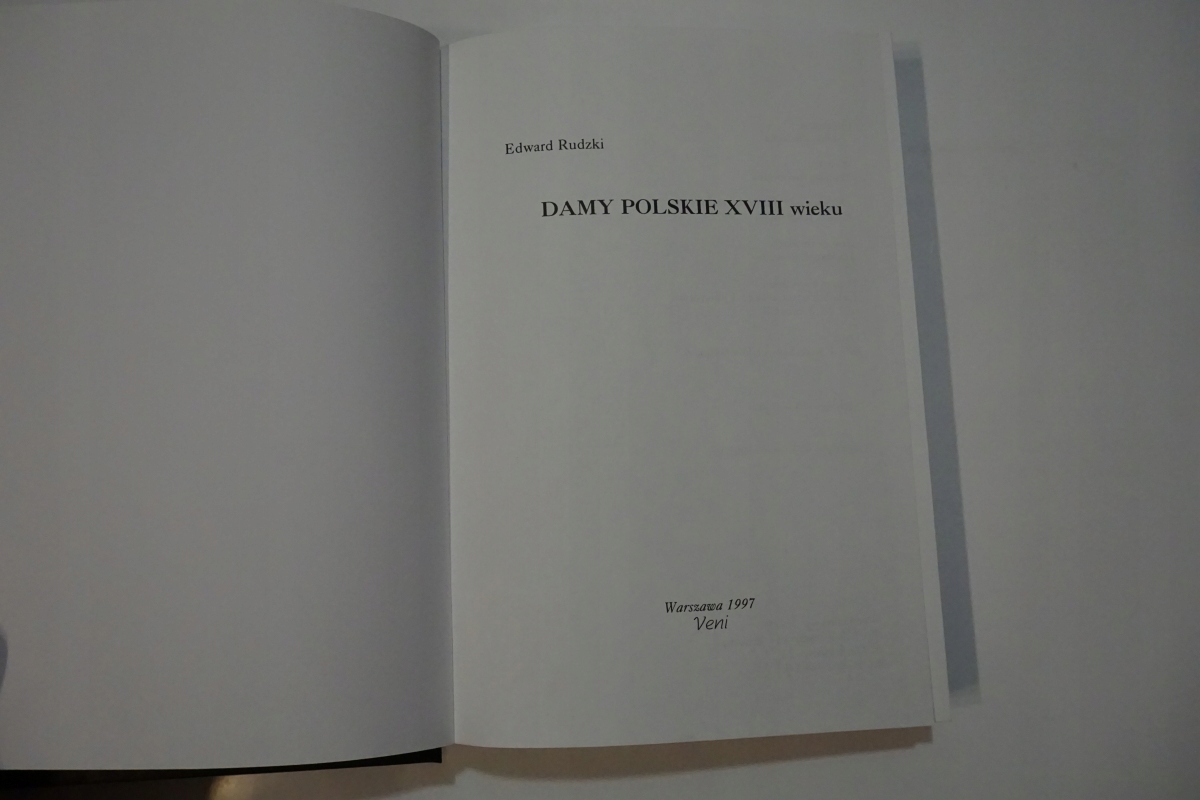 Edward Rudzki
DAMY POLSKIE XVIII wieku
Warszawa 1997
Veni